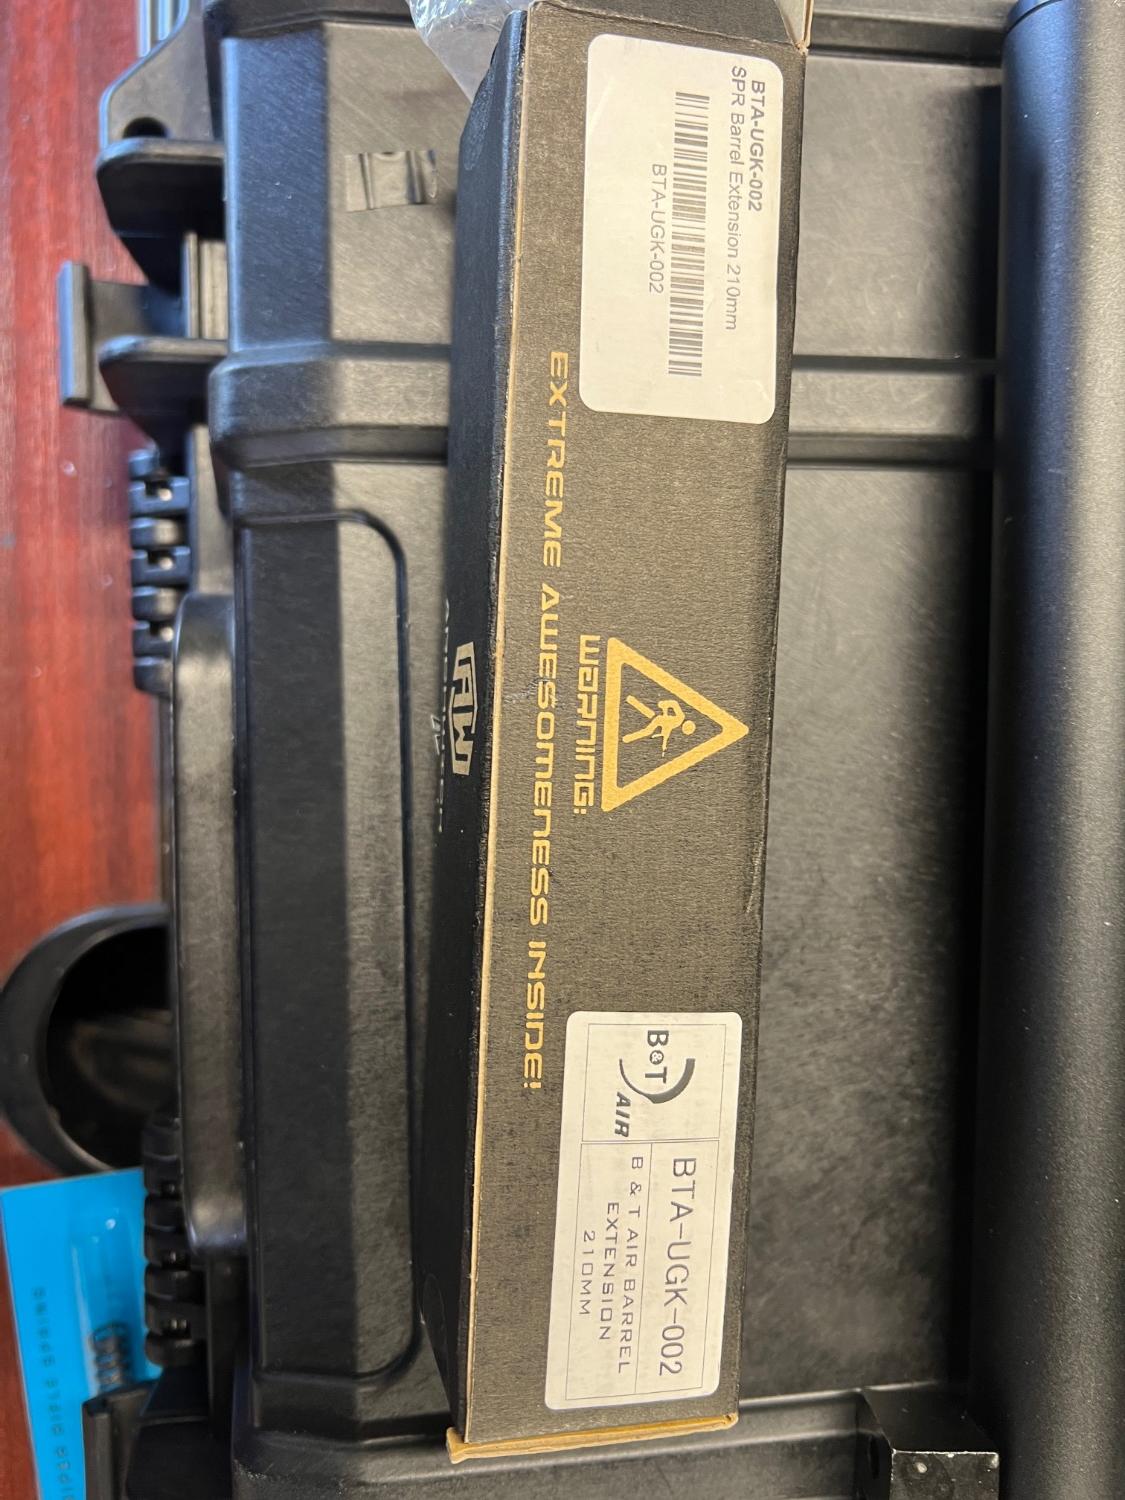 BTA-UGK-002
SPR Barrel Extension 210mm
BTA-UGK-002
WARNING:
EXTREME AWESOMENESS INSIDE!
B&T AIR
BTA-UGK-002
B & T AIR BARREL
EXTENSION
210MM